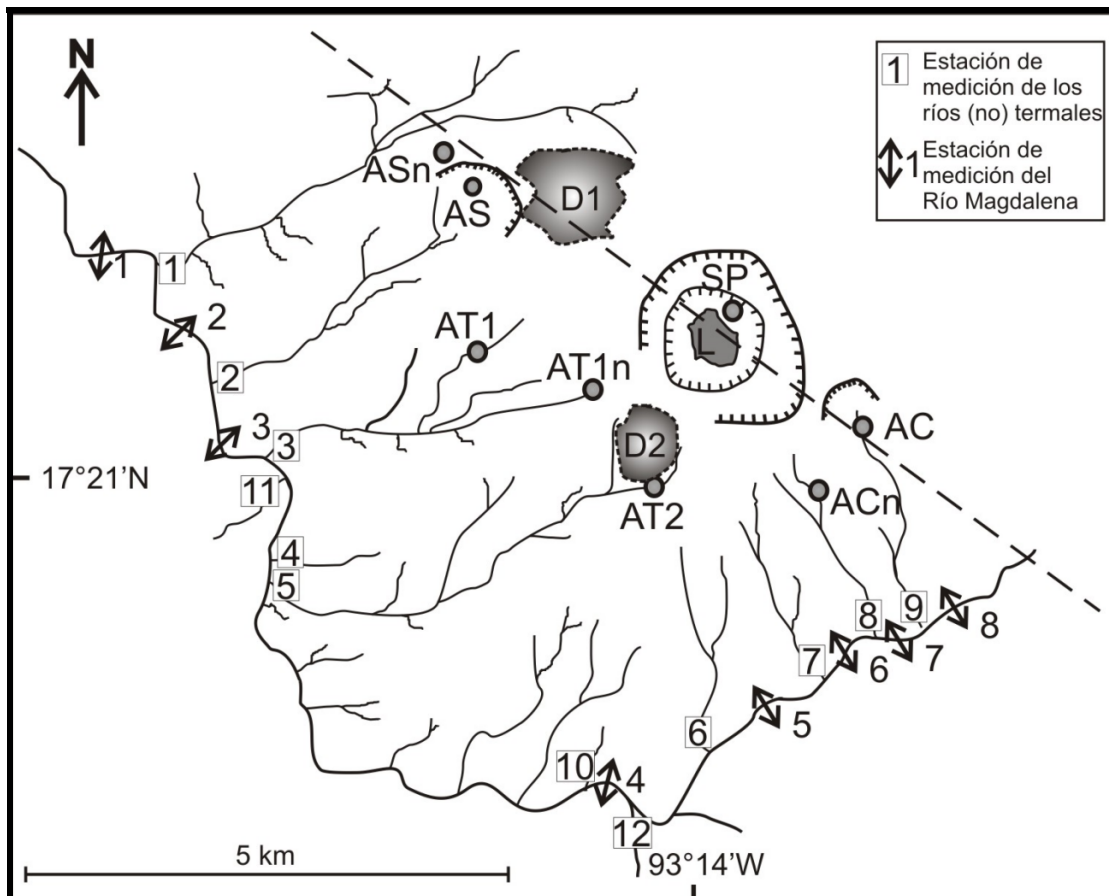 N
1 Estación de
medición de los
ríos (no) termales
1 Estación de
medición del
Río Magdalena
ASn
AS
D1
SP
L
1
1
2
AT1
2
AT1n
3
3
D2
AC
17°21'N
11
AT2
ACn
4
5
8
9
8
7
6
7
5
6
10
4
12
5 km
93°14'W